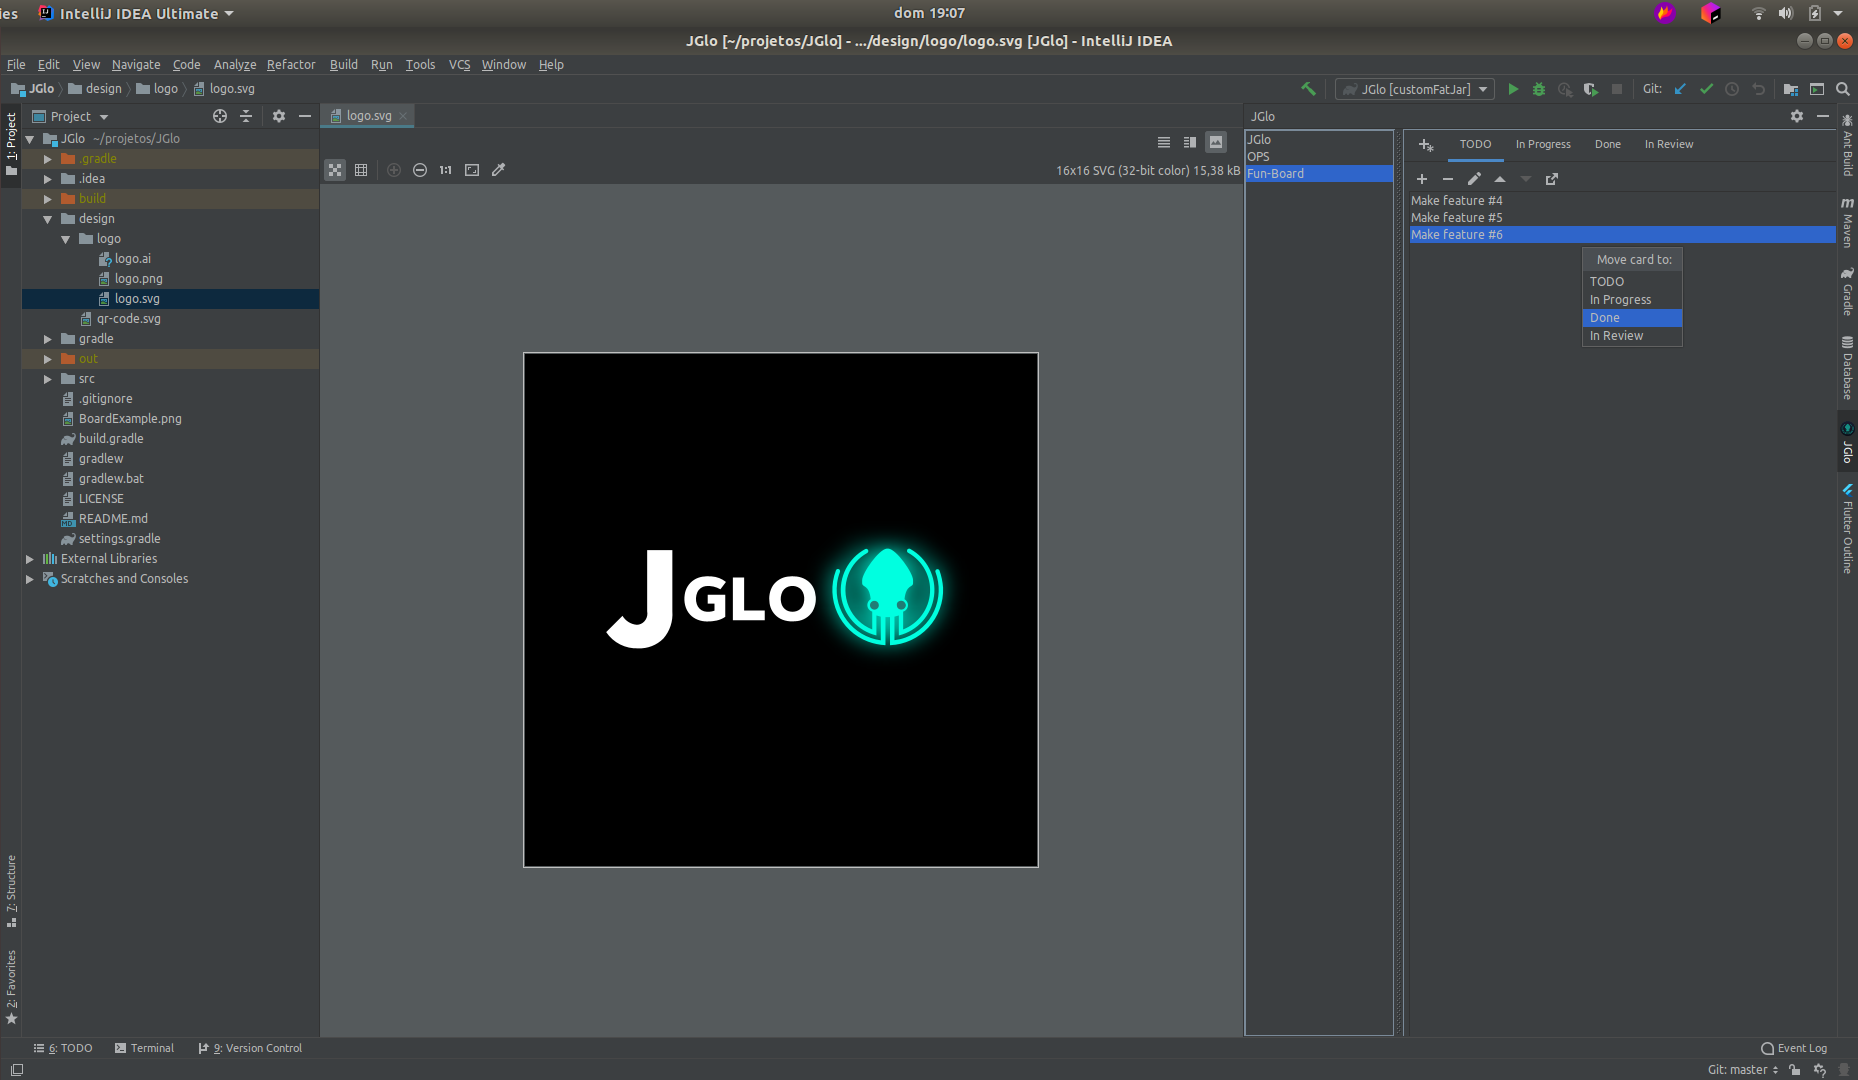 ies IntelliJ IDEA Ultimate dom 19:07
JGlo [~/projetos/JGlo] - .../design/logo/logo.svg [JGlo] - IntelliJ IDEA
File Edit View Navigate Code Analyze Refactor Build Run Tools VCS Window Help
JGlo design logo logo.svg JGlo [customFatJar] Git:
1: Project
7: Structure
2: Favorites
Project
JGlo ~/projetos/JGlo
.gradle
.idea
build
design
logo
logo.ai
logo.png
logo.svg
qr-code.svg
gradle
out
src
.gitignore
BoardExample.png
build.gradle
gradlew
gradlew.bat
LICENSE
README.md
settings.gradle
External Libraries
Scratches and Consoles
logo.svg
1:1 16x16 SVG (32-bit color) 15,38 kB
JGLO
JGlo
JGlo
OPS
Fun-Board
TODO In Progress Done In Review
Make feature #4
Make feature #5
Make feature #6
Move card to:
TODO
In Progress
Done
In Review
Ant Build
m Maven
Gradle
Database
JGlo
Flutter Outline
6: TODO Terminal 9: Version Control Event Log
Git: master